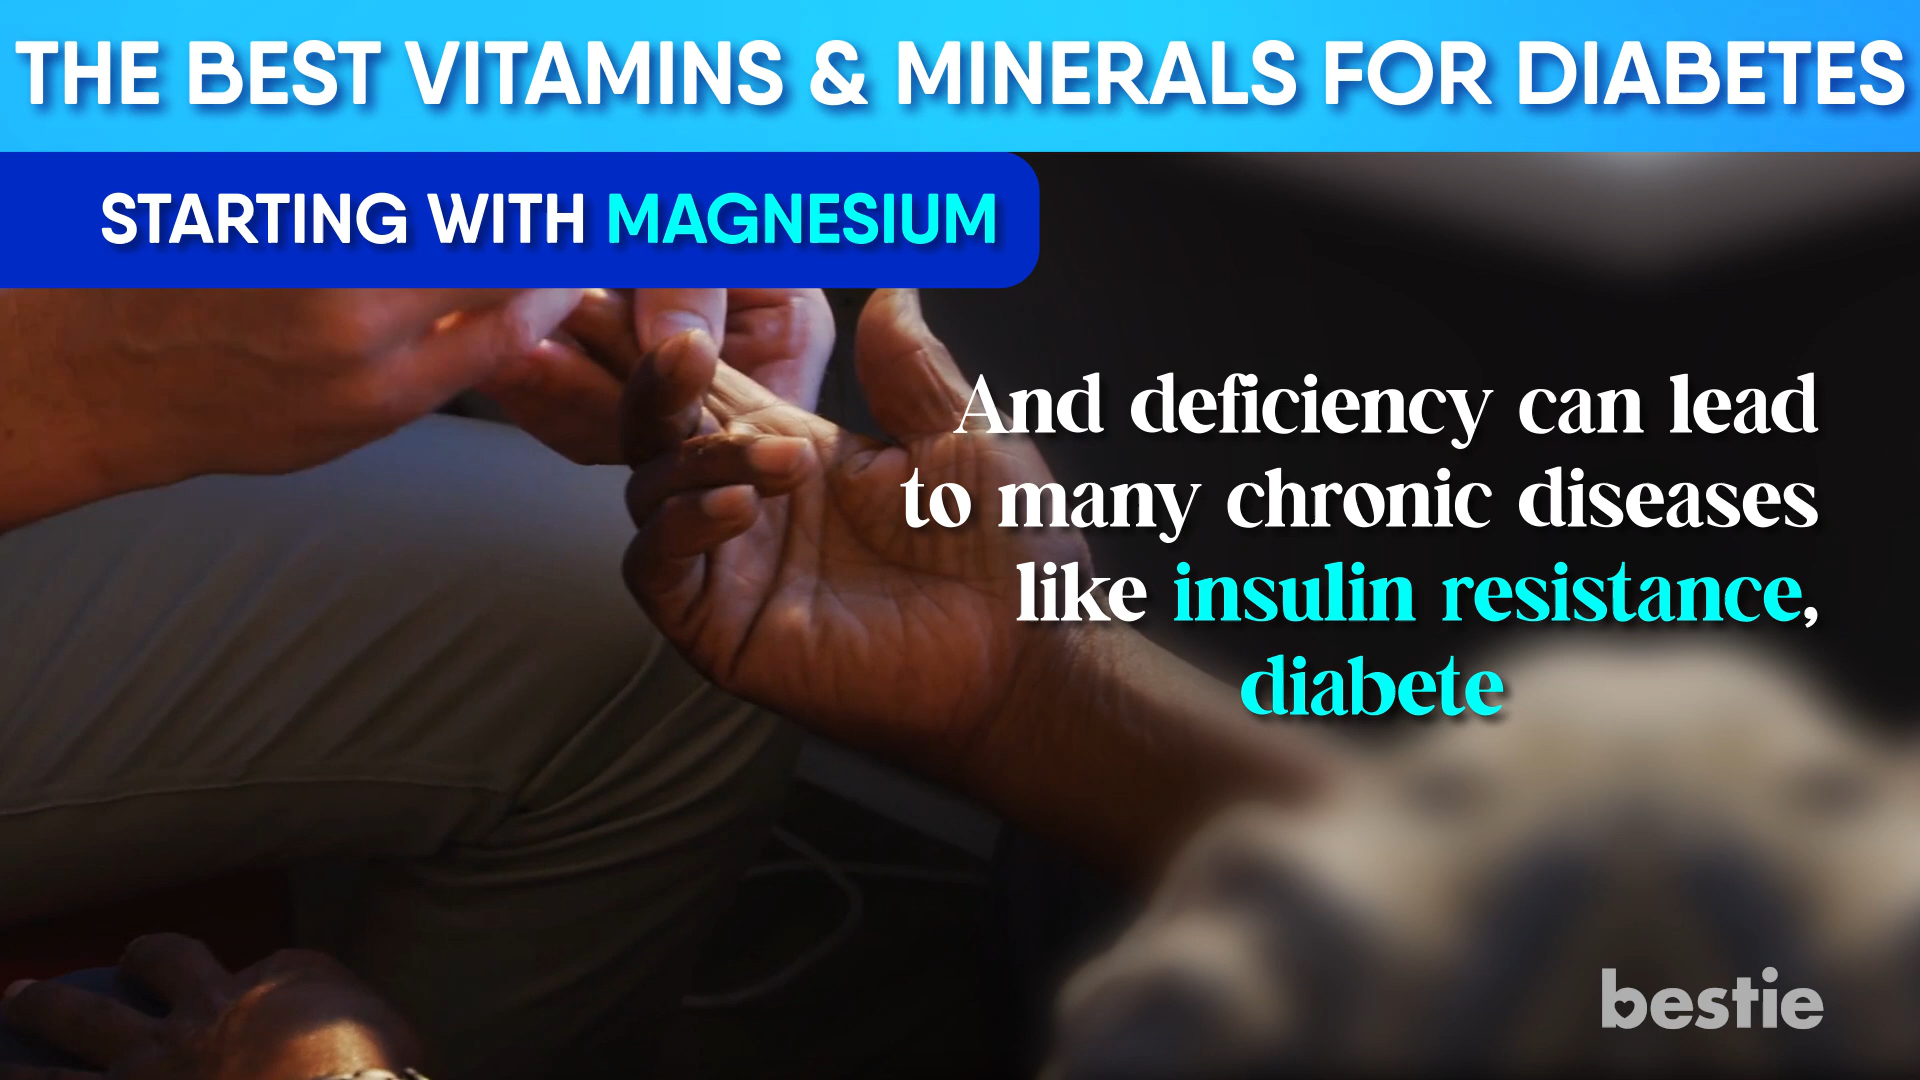 THE BEST VITAMINS & MINERALS FOR DIABETES
STARTING WITH MAGNESIUM
And deficiency can lead
to many chronic diseases
like insulin resistance,
diabete
bestie